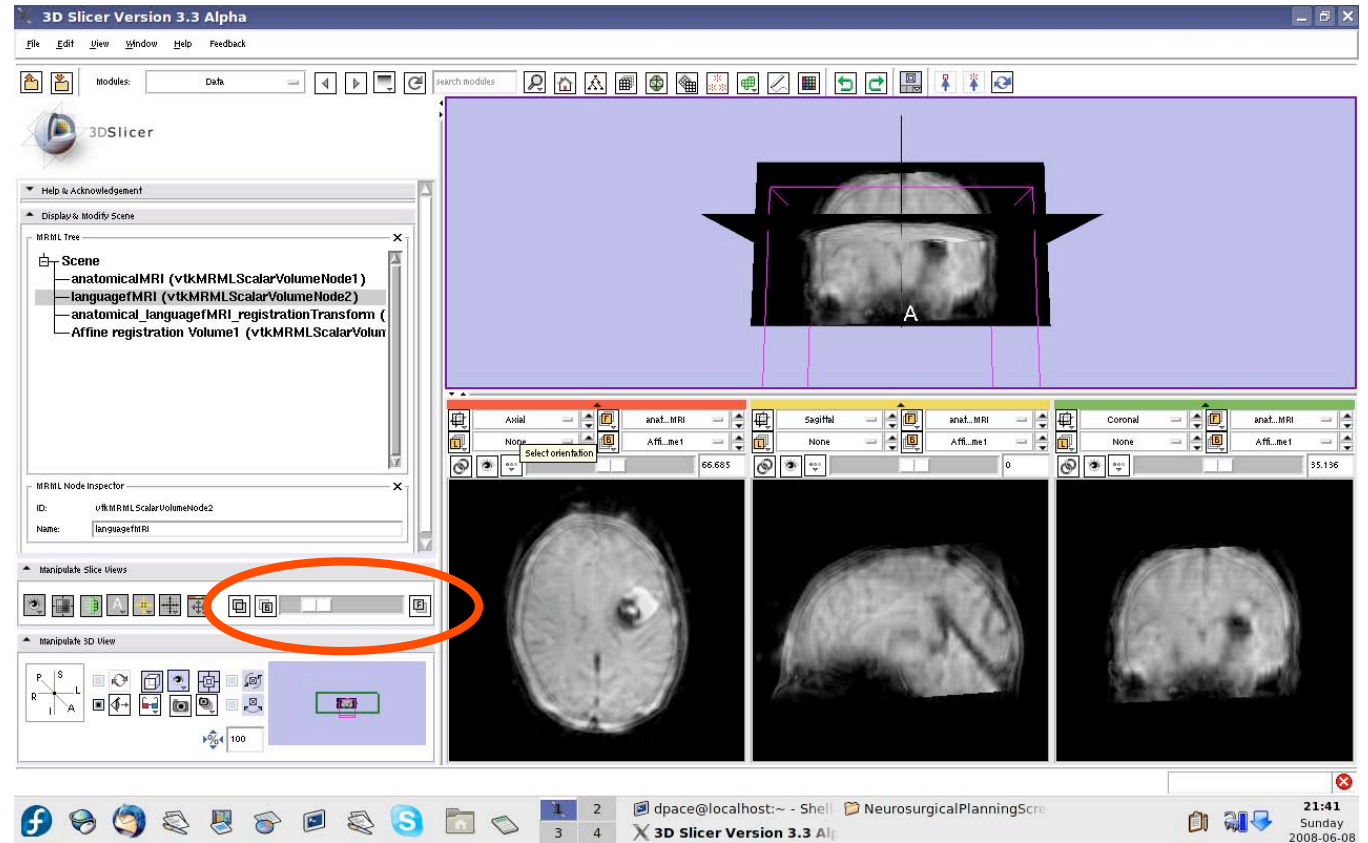 3D Slicer Version 3.3 Alpha
File Edit View Window Help Feedback
Modules: Data search modules
3DSlicer
Help & Acknowledgement
Display & Modify Scene
MRML Tree
Scene
anatomicalMRI (vtkMRMLScalarVolumeNode1)
languagefMRI (vtkMRMLScalarVolumeNode2)
anatomical_languagefMRI_registrationTransform (
Affine registration Volume1 (vtkMRMLScalarVolum
MRML Node Inspector
ID: vtkMRMLScalarVolumeNode2
Name: languagefMRI
Manipulate Slice Views
B F
Manipulate 3D View
P S
R L
I A
100
A
Axial F anat...MRI Sagittal F anat...MRI Coronal F anat...MRI
L None B Affi...me1 L None B Affi...me1 L None B Affi...me1
Select orientation
66.685 0 35.136
1 2
3 4
dpace@localhost:~ - Shell NeurosurgicalPlanningScre
3D Slicer Version 3.3 Al
21:41
Sunday
2008-06-08